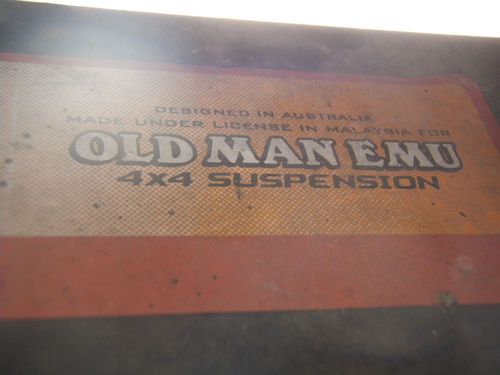 DESIGNED IN AUSTRALIA
MADE UNDER LICENSE IN MALAYSIA FOR
OLD MAN EMU
4X4 SUSPENSION